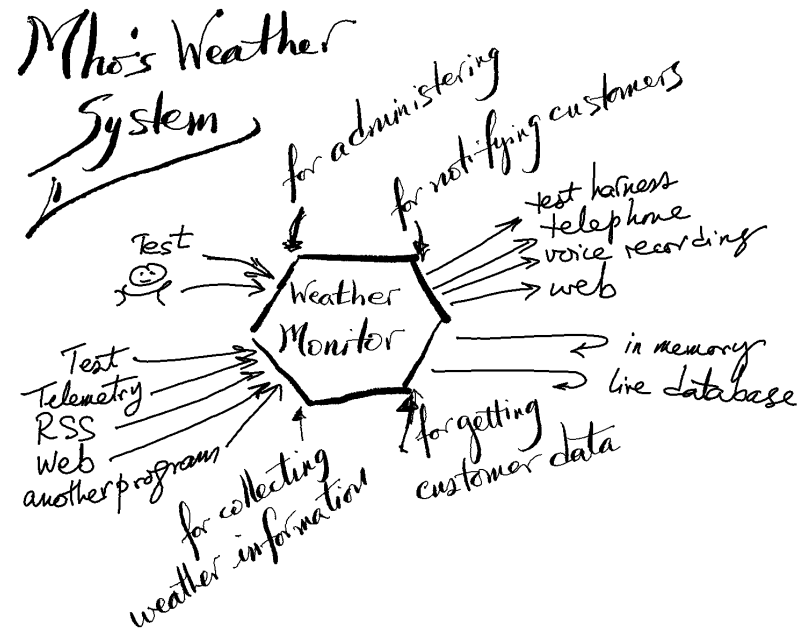 Mho's Weather
System
for administering
for notifying customers
Test
Weather
Monitor
test harness
telephone
voice recording
web
Test
Telemetry
RSS
Web
another program
in memory
live database
for getting
customer data
for collecting
weather information